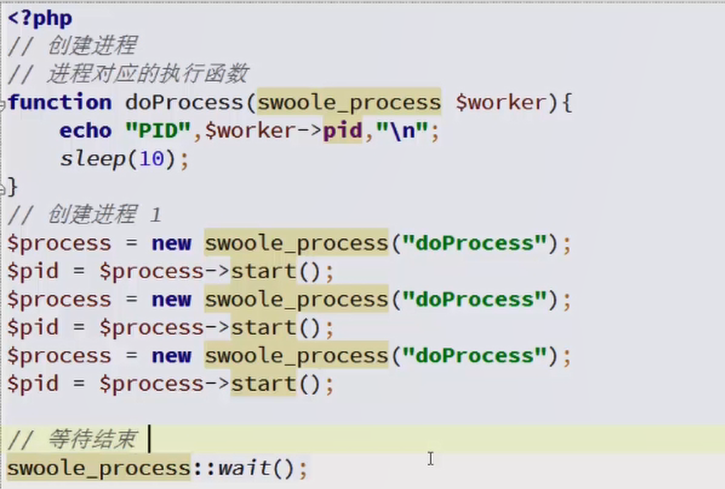 <?php
// 创建进程
// 进程对应的执行函数
function doProcess(swoole_process $worker){
    echo "PID",$worker->pid,"\n";
    sleep(10);
}
// 创建进程 1
$process = new swoole_process("doProcess");
$pid = $process->start();
$process = new swoole_process("doProcess");
$pid = $process->start();
$process = new swoole_process("doProcess");
$pid = $process->start();
// 等待结束
swoole_process::wait();